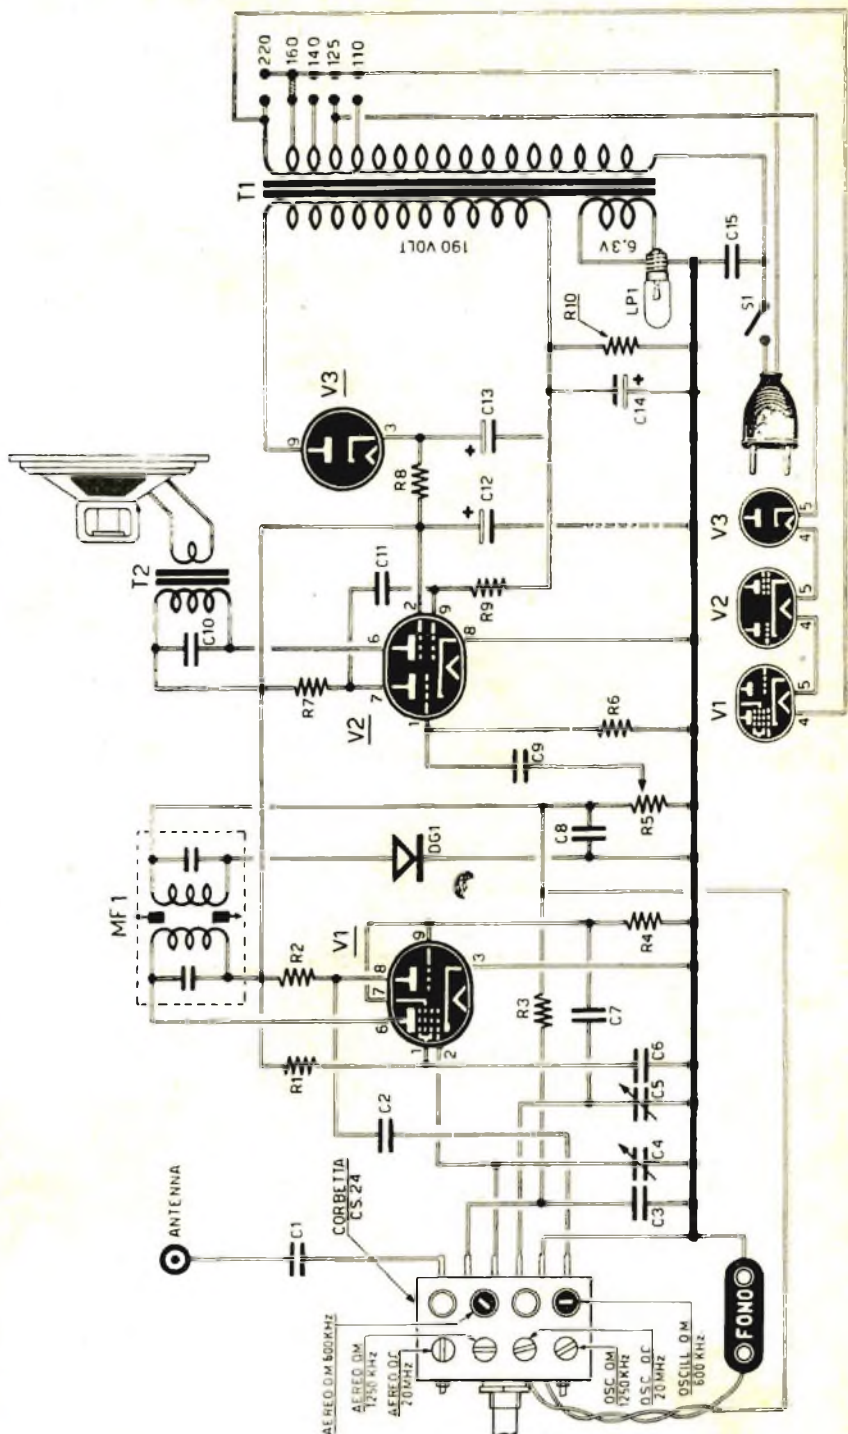 220
160
140
125
110
T1
190 VOLT
6.3V
LP1
C15
S1
R10
C14
V3
9
3
C13
R8
C12
T2
C10
C11
R7
6
7
2
9
8
1
V2
R9
R6
C9
V3
4
5
V2
4
5
V1
4
5
MF1
DG1
C8
R5
R2
V1
6
7
8
9
1
2
3
R4
R3
C7
R1
C6
C5
C4
C3
C2
ANTENNA
C1
CORBETTA
CS.24
AEREO OM 600KHz
AEREO OM
1250 KHz
AEREO OC
20MHz
OSC OM
1250KHz
OSC OC
20MHz
OSCILL OM
600 KHz
FONO